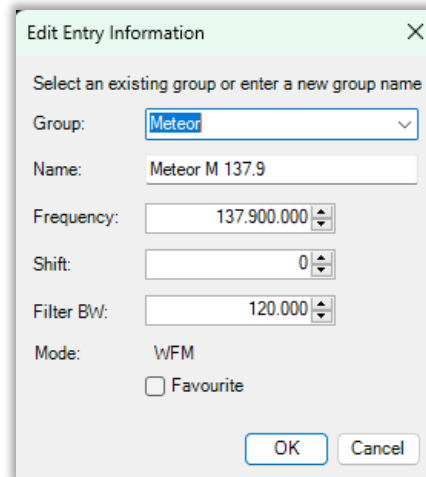 Edit Entry Information
Select an existing group or enter a new group name
Group: Meteor
Name: Meteor M 137.9
Frequency: 137.900.000
Shift: 0
Filter BW: 120.000
Mode: WFM
Favourite
OK Cancel